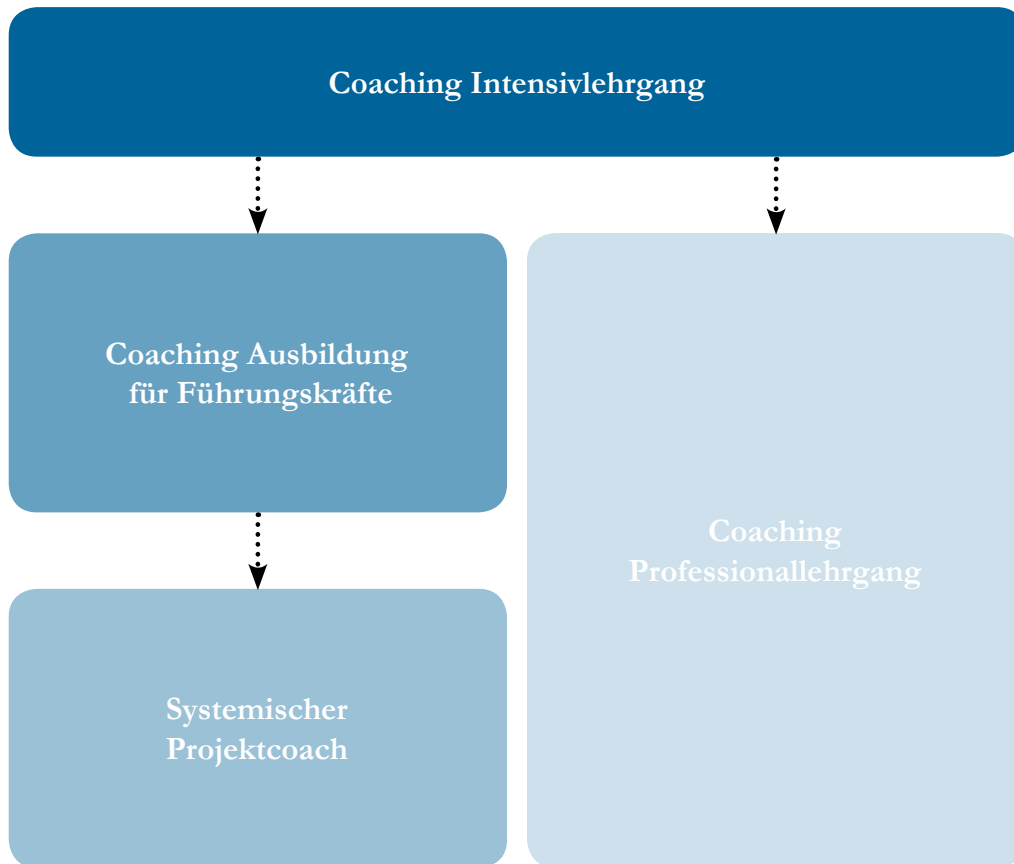 Coaching Intensivlehrgang
Coaching Ausbildung
für Führungskräfte
Coaching
Professionallehrgang
Systemischer
Projektcoach